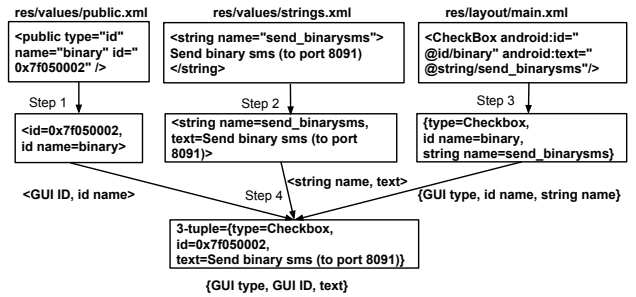 res/values/public.xml
res/values/strings.xml
res/layout/main.xml
<public type="id"
name="binary" id="
0x7f050002" />
<string name="send_binarysms">
Send binary sms (to port 8091)
</string>
<CheckBox android:id="
@id/binary" android:text="
@string/send_binarysms"/>
Step 1
Step 2
Step 3
<id=0x7f050002,
id name=binary>
<string name=send_binarysms,
text=Send binary sms (to port
8091)>
{type=Checkbox,
id name=binary,
string name=send_binarysms}
<GUI ID, id name>
Step 4
<string name, text>
{GUI type, id name, string name}
3-tuple={type=Checkbox,
id=0x7f050002,
text=Send binary sms (to port 8091)}
{GUI type, GUI ID, text}